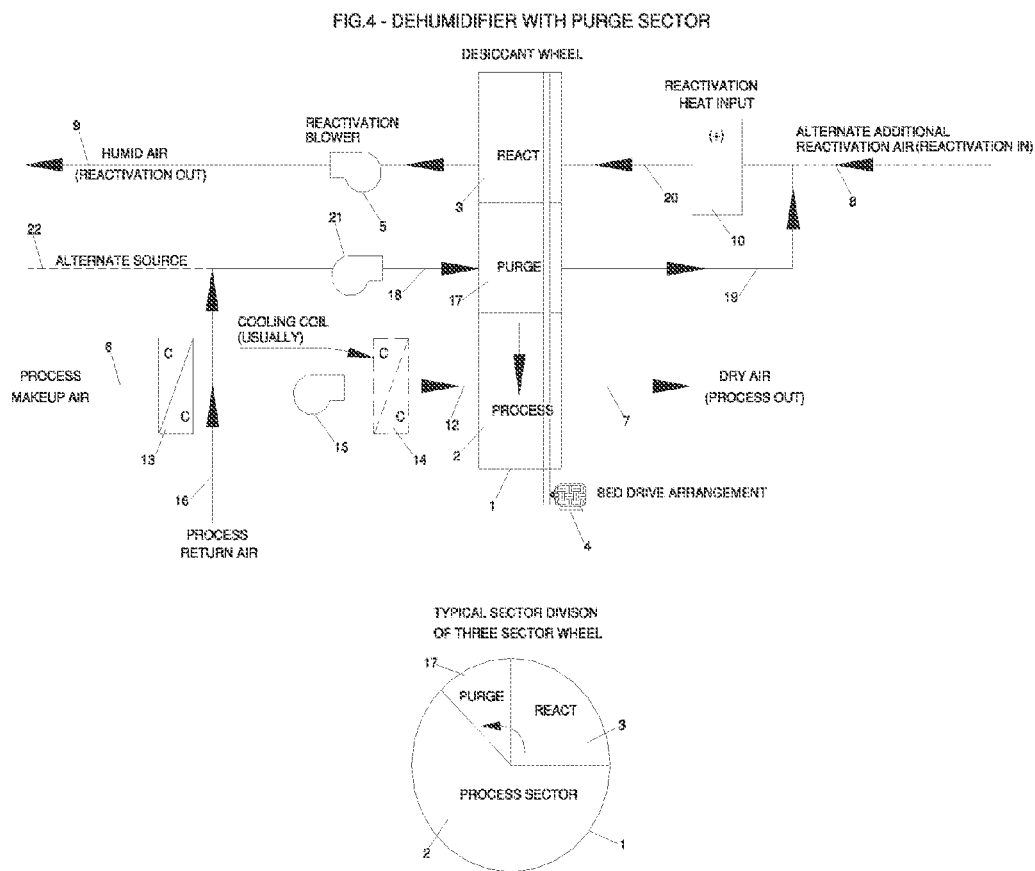 FIG.4 - DEHUMIDIFIER WITH PURGE SECTOR
DESICCANT WHEEL
REACTIVATION
HEAT INPUT
REACTIVATION
BLOWER
9
HUMID AIR
(REACTIVATION OUT)
REACT
(+)
ALTERNATE ADDITIONAL
REACTIVATION AIR (REACTIVATION IN)
5
3
20
10
8
22
ALTERNATE SOURCE
21
18
PURGE
17
19
COOLING COIL
(USUALLY)
6
PROCESS
MAKEUP AIR
C
C
13
15
C
C
14
12
PROCESS
2
7
DRY AIR
(PROCESS OUT)
16
PROCESS
RETURN AIR
1
BED DRIVE ARRANGEMENT
4
TYPICAL SECTOR DIVISON
OF THREE SECTOR WHEEL
17
PURGE
REACT
3
PROCESS SECTOR
2
1